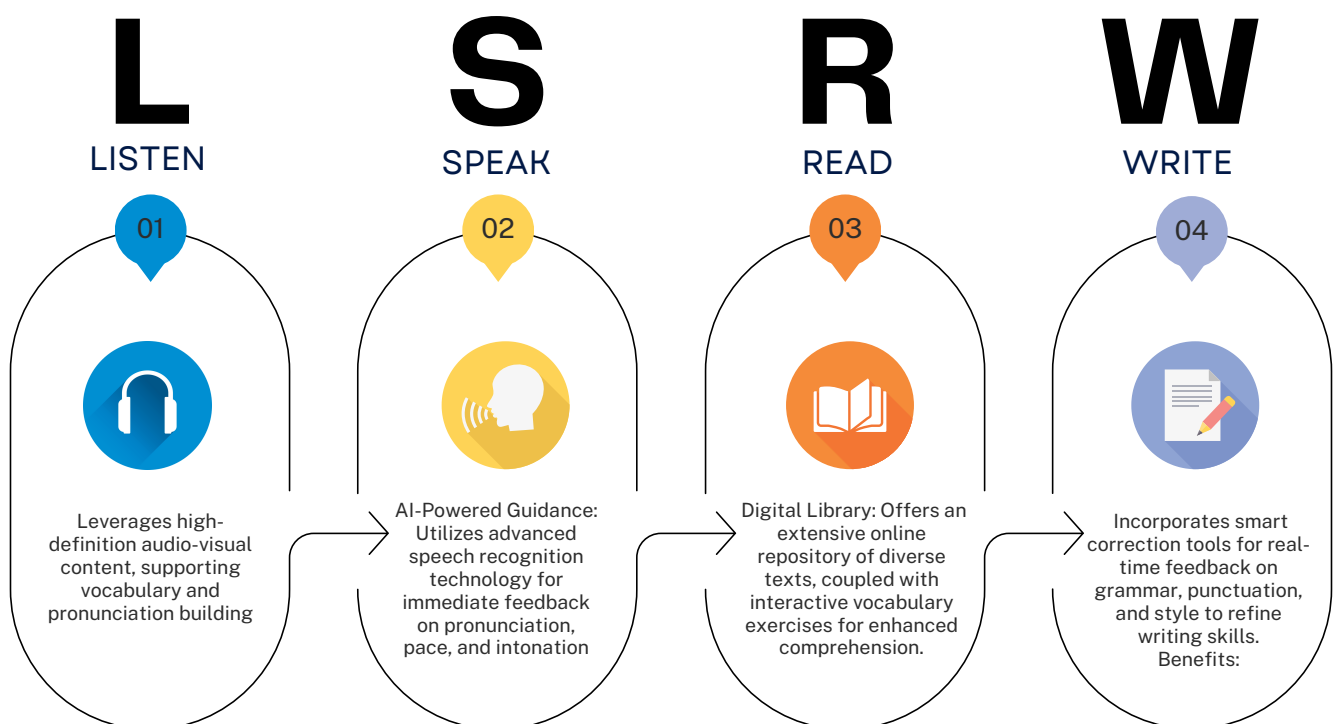 L
LISTEN
01
Leverages high-
definition audio-visual
content, supporting
vocabulary and
pronunciation building
S
SPEAK
02
AI-Powered Guidance:
Utilizes advanced
speech recognition
technology for
immediate feedback
on pronunciation,
pace, and intonation
R
READ
03
Digital Library: Offers an
extensive online
repository of diverse
texts, coupled with
interactive vocabulary
exercises for enhanced
comprehension.
W
WRITE
04
Incorporates smart
correction tools for real-
time feedback on
grammar, punctuation,
and style to refine
writing skills.
Benefits: